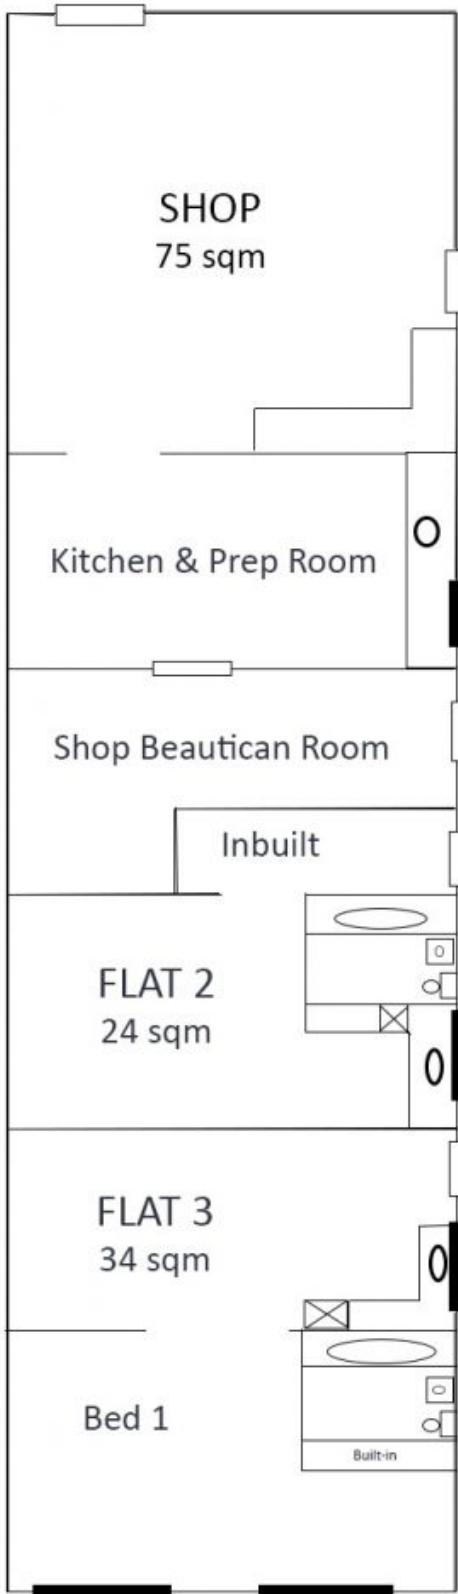 SHOP
75 sqm
Kitchen & Prep Room
Shop Beautican Room
Inbuilt
FLAT 2
24 sqm
FLAT 3
34 sqm
Bed 1
Built-in